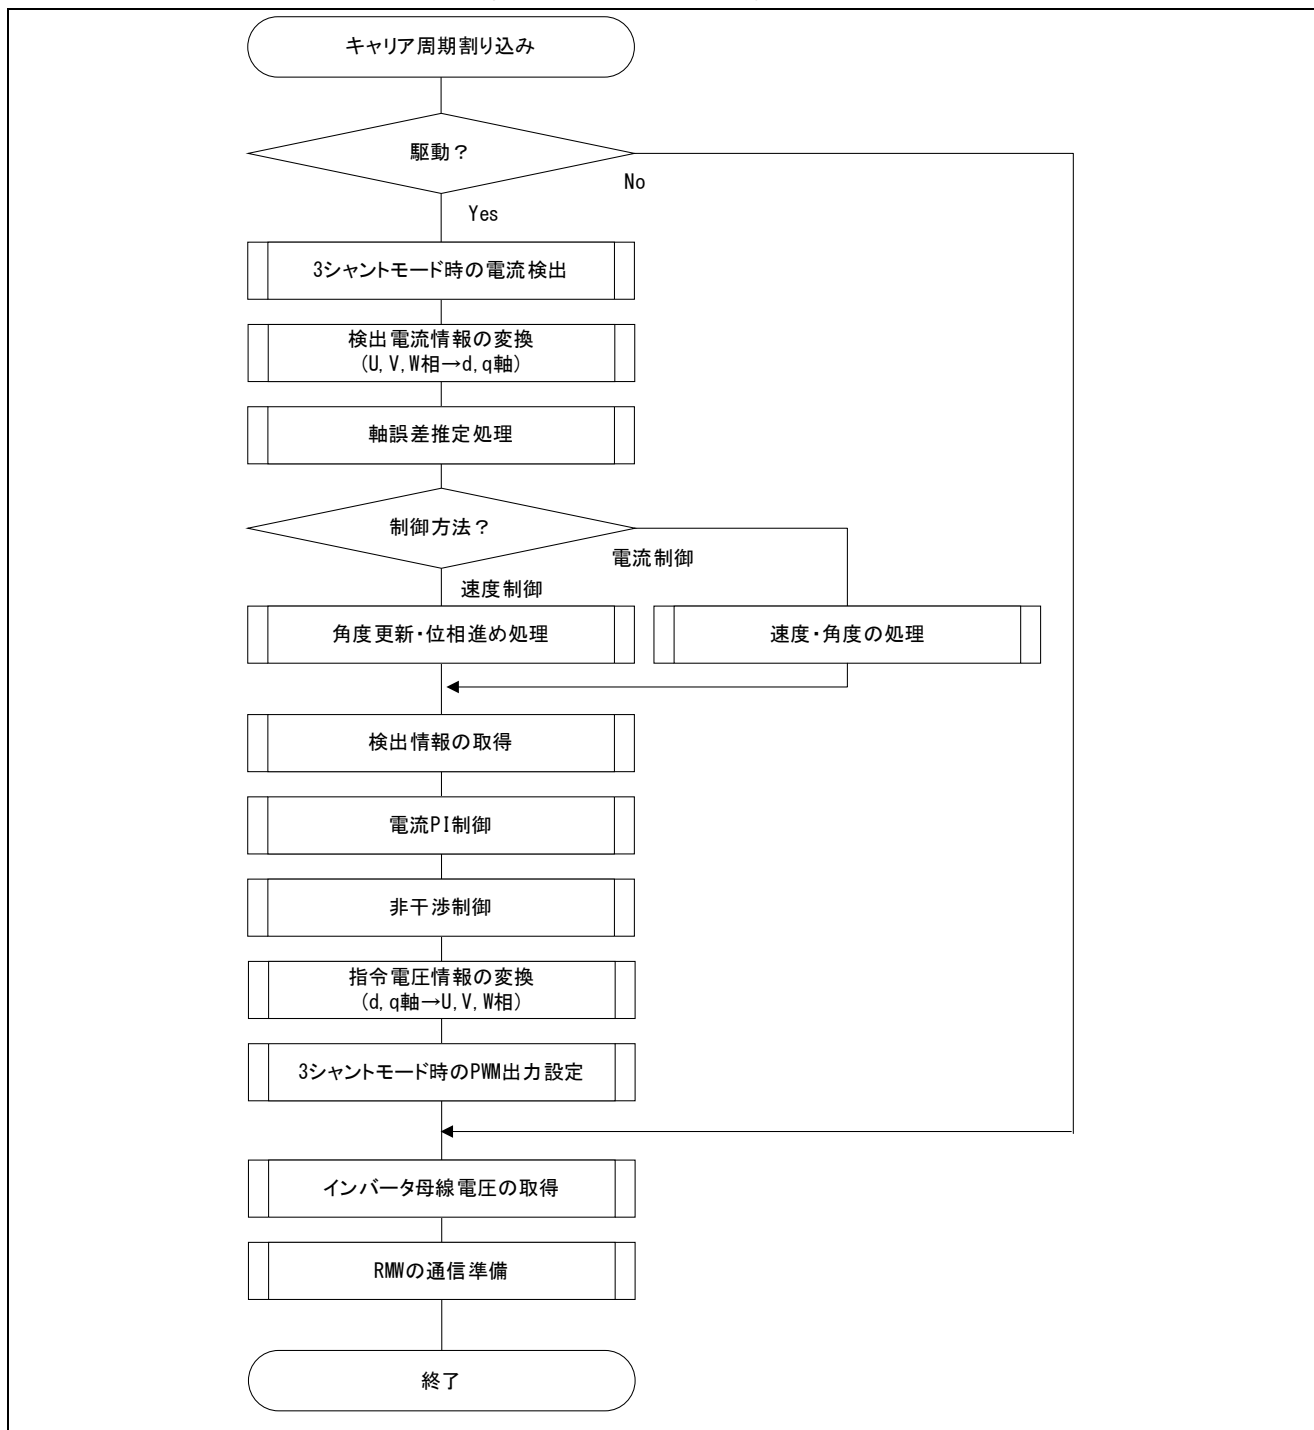 キャリア周期割り込み
駆動？
No
Yes
3シャントモード時の電流検出
検出電流情報の変換
(U,V,W相→d,q軸)
軸誤差推定処理
制御方法？
電流制御
速度制御
角度更新・位相進め処理
速度・角度の処理
検出情報の取得
電流PI制御
非干渉制御
指令電圧情報の変換
(d,q軸→U,V,W相)
3シャントモード時のPWM出力設定
インバータ母線電圧の取得
RMWの通信準備
終了